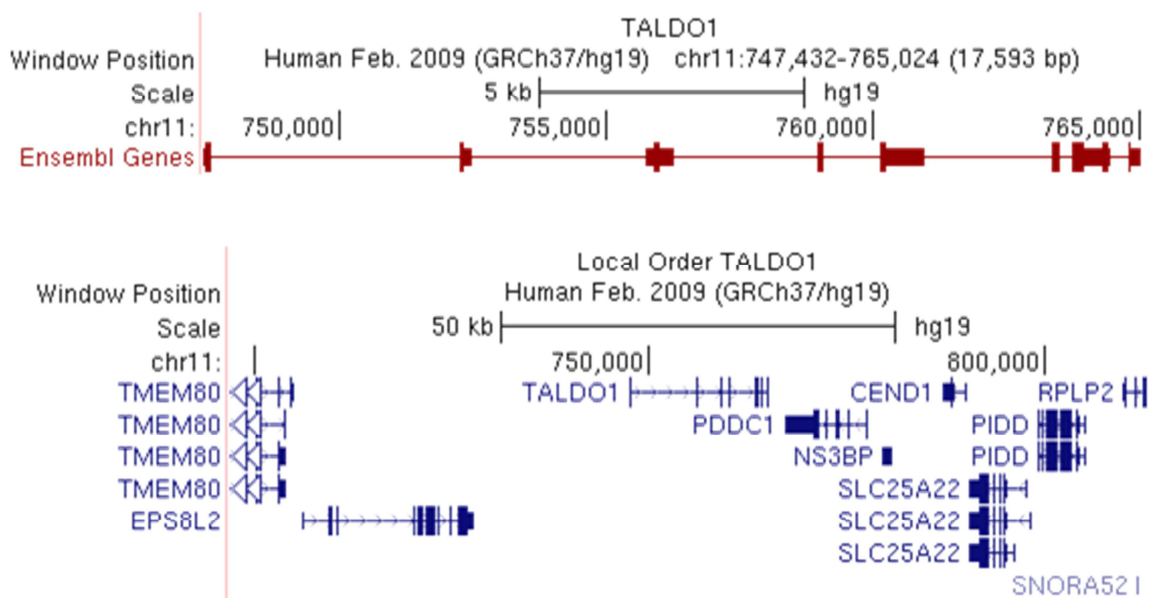 TALDO1
Window Position Human Feb. 2009 (GRCh37/hg19) chr11:747,432-765,024 (17,593 bp)
Scale 5 kb hg19
chr11: 750,000 755,000 760,000 765,000
Ensembl Genes
Local Order TALDO1
Window Position Human Feb. 2009 (GRCh37/hg19)
Scale 50 kb hg19
chr11: 750,000 800,000
TMEM80 TALDO1 CEND1 RPLP2
TMEM80 PDDC1 PIDD
TMEM80 NS3BP PIDD
TMEM80 SLC25A22
EPS8L2 SLC25A22
SLC25A22
SNORA52